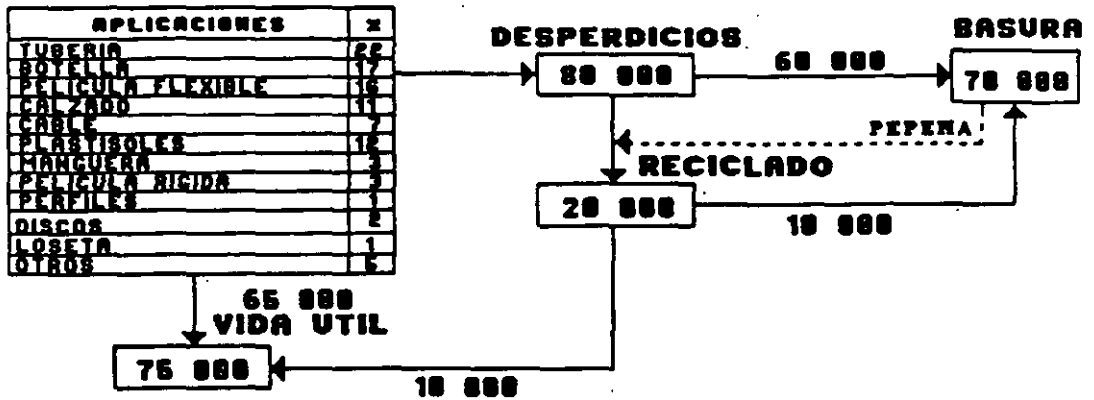 APLICACIONES %
TUBERIA 22
BOTELLA 17
PELICULA FLEXIBLE 16
CALZADO 11
CABLE 7
PLASTISOLES 12
MANGUERA 3
PELICULA RIGIDA 3
PERFILES 1
DISCOS 2
LOSETA 1
OTROS 5
DESPERDICIOS
80 000
60 000
BASURA
70 000
PEPENA
RECICLADO
20 000
10 000
65 000
VIDA UTIL
75 000
10 000